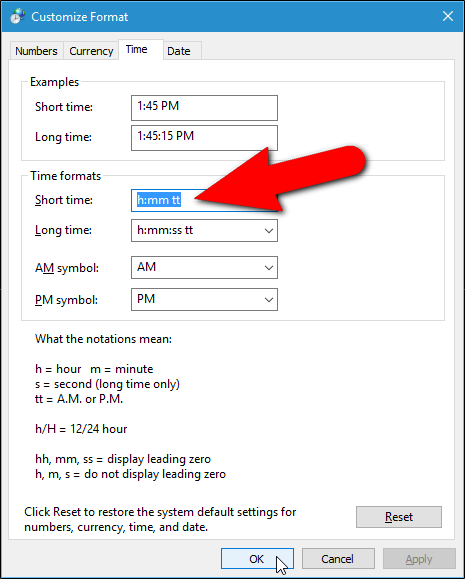 Customize Format
Numbers Currency Time Date
Examples
Short time: 1:45 PM
Long time: 1:45:15 PM
Time formats
Short time: h:mm tt
Long time: h:mm:ss tt
AM symbol: AM
PM symbol: PM
What the notations mean:
h = hour m = minute
s = second (long time only)
tt = A.M. or P.M.
h/H = 12/24 hour
hh, mm, ss = display leading zero
h, m, s = do not display leading zero
Click Reset to restore the system default settings for
numbers, currency, time, and date.
Reset
OK Cancel Apply